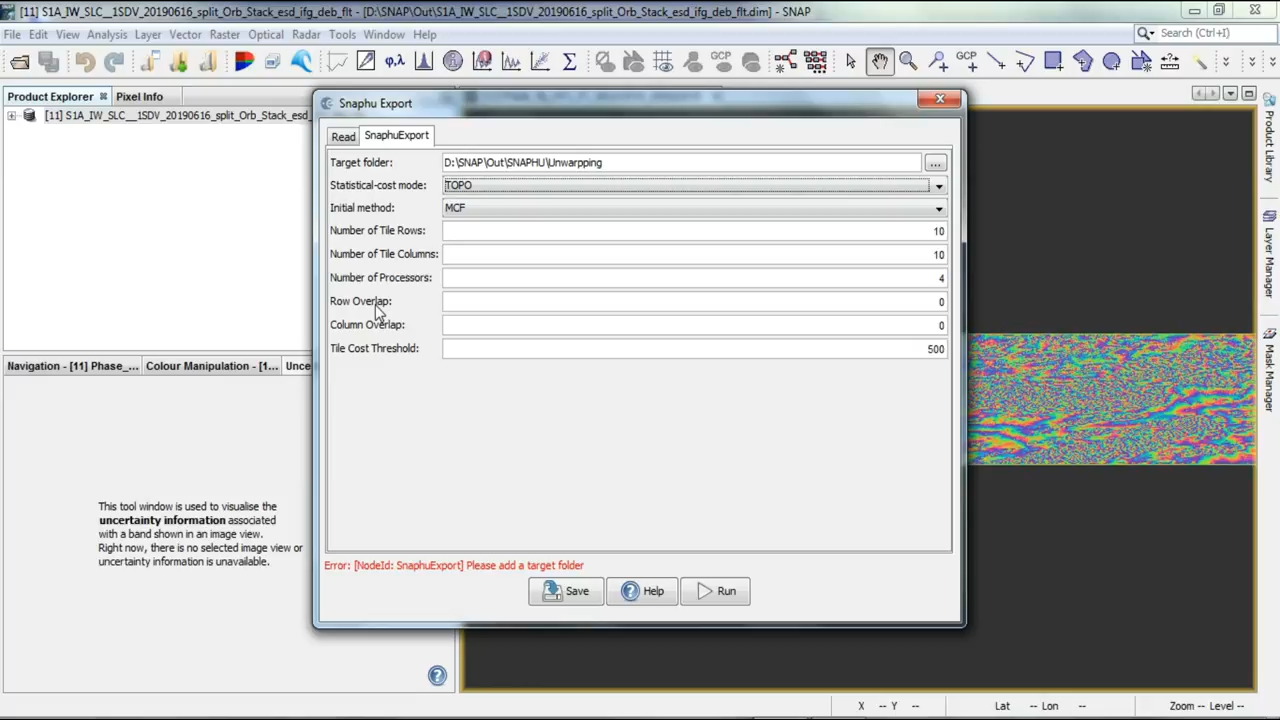 [11] S1A_IW_SLC__1SDV_20190616_split_Orb_Stack_esd_ifg_deb_flt - [D:\SNAP\Out\S1A_IW_SLC__1SDV_20190616_split_Orb_Stack_esd_ifg_deb_flt.dim] - SNAP
File Edit View Analysis Layer Vector Raster Optical Radar Tools Window Help
Search (Ctrl+I)
φ,λ Σ GCP GCP
Product Explorer Pixel Info
[11] S1A_IW_SLC__1SDV_20190616_split_Orb_Stack_esd_
Snaphu Export
Read SnaphuExport
Target folder: D:\SNAP\Out\SNAPHU\Unwarpping ...
Statistical-cost mode: TOPO
Initial method: MCF
Number of Tile Rows: 10
Number of Tile Columns: 10
Number of Processors: 4
Row Overlap: 0
Column Overlap: 0
Tile Cost Threshold: 500
Error: [NodeId: SnaphuExport] Please add a target folder
Save Help Run
Navigation - [11] Phase_... Colour Manipulation - [1... Unce
This tool window is used to visualise the
uncertainty information associated
with a band shown in an image view.
Right now, there is no selected image view or
uncertainty information is unavailable.
Product Library
Layer Manager
Mask Manager
X -- Y -- Lat -- Lon -- Zoom -- Level --